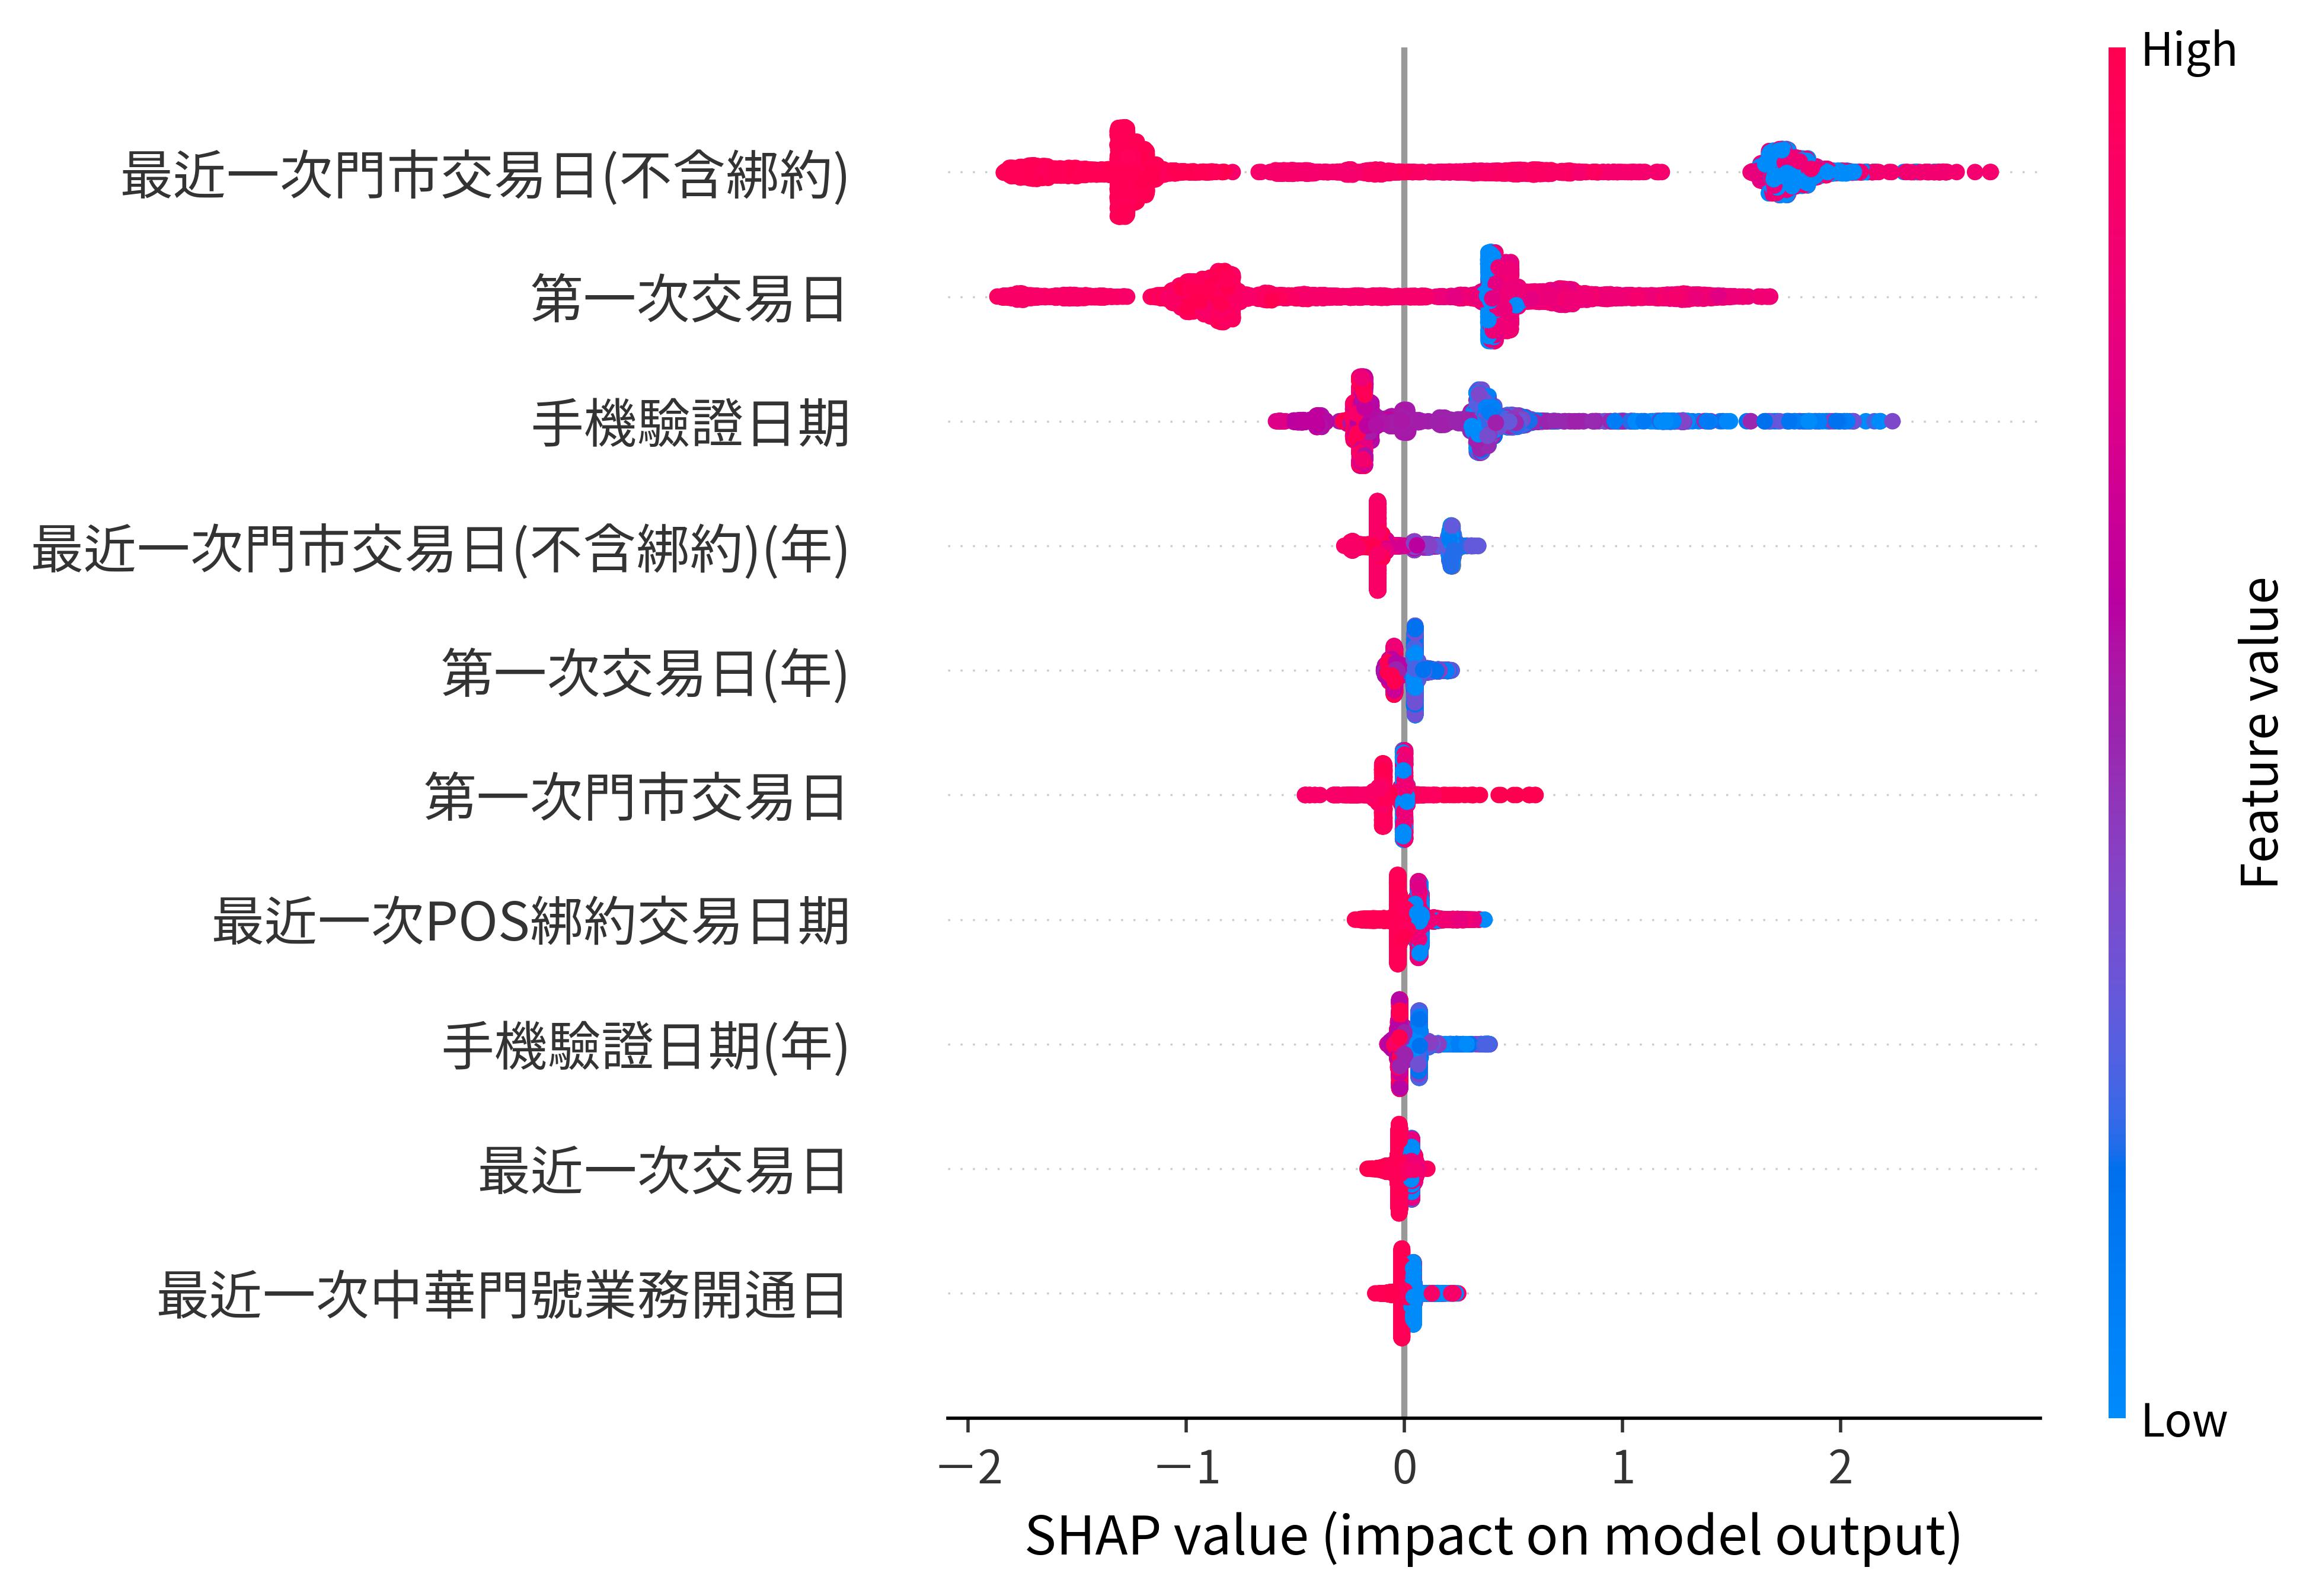 High
最近一次門市交易日(不含綁約)
第一次交易日
手機驗證日期
最近一次門市交易日(不含綁約)(年)
第一次交易日(年)
第一次門市交易日
最近一次POS綁約交易日期
手機驗證日期(年)
最近一次交易日
最近一次中華門號業務開通日
Feature value
Low
−2 −1 0 1 2
SHAP value (impact on model output)